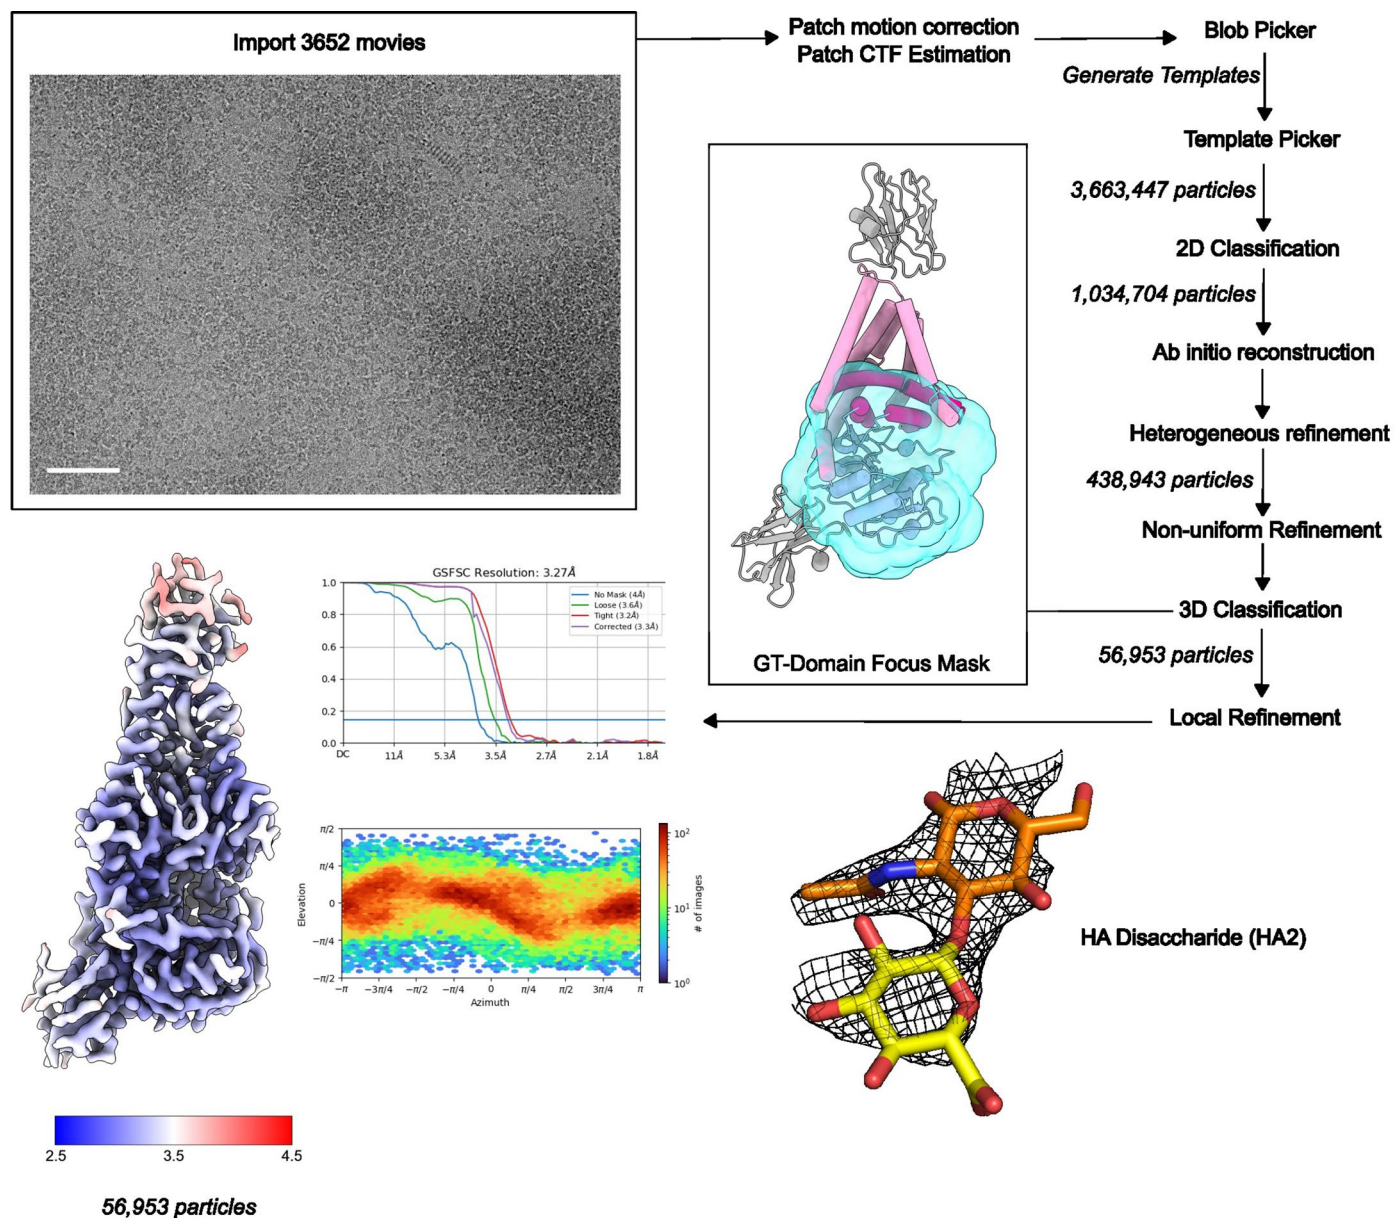 Import 3652 movies
Patch motion correction
Patch CTF Estimation
Blob Picker
Generate Templates
Template Picker
3,663,447 particles
2D Classification
1,034,704 particles
Ab initio reconstruction
Heterogeneous refinement
438,943 particles
Non-uniform Refinement
3D Classification
56,953 particles
Local Refinement
GT-Domain Focus Mask
GSFSC Resolution: 3.27Å
No Mask (4Å)
Loose (3.6Å)
Tight (3.2Å)
Corrected (3.3Å)
1.0
0.8
0.6
0.4
0.2
0.0
DC 11Å 5.3Å 3.5Å 2.7Å 2.1Å 1.8Å
π/2
π/4
0
−π/4
−π/2
Elevation
−π −3π/4 −π/2 −π/4 0 π/4 π/2 3π/4 π
Azimuth
10²
10¹
10⁰
# of images
HA Disaccharide (HA2)
2.5 3.5 4.5
56,953 particles